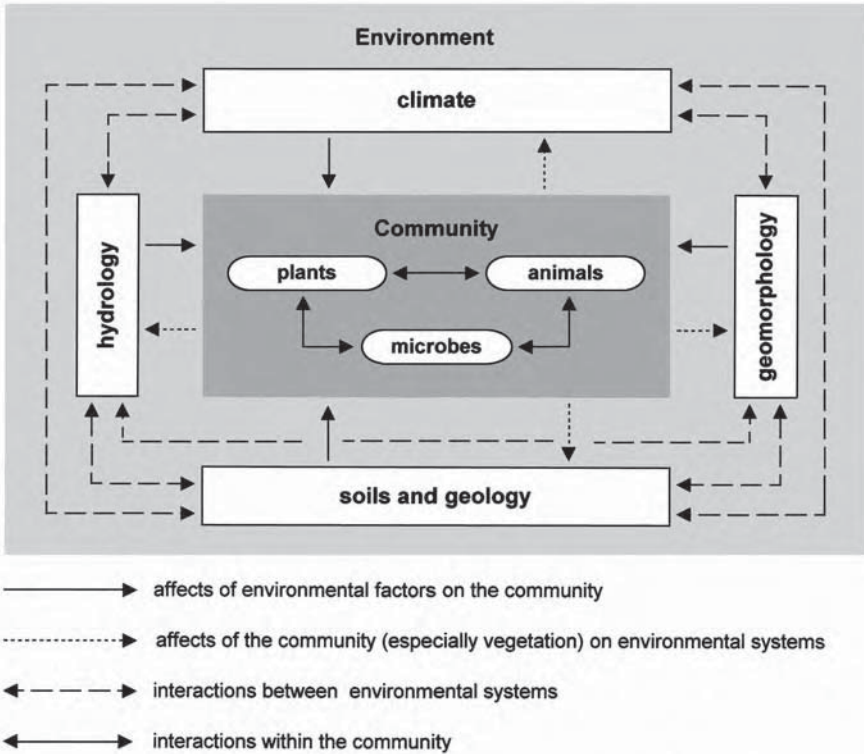 Environment
climate
hydrology
Community
plants
animals
microbes
geomorphology
soils and geology
affects of environmental factors on the community
affects of the community (especially vegetation) on environmental systems
interactions between environmental systems
interactions within the community